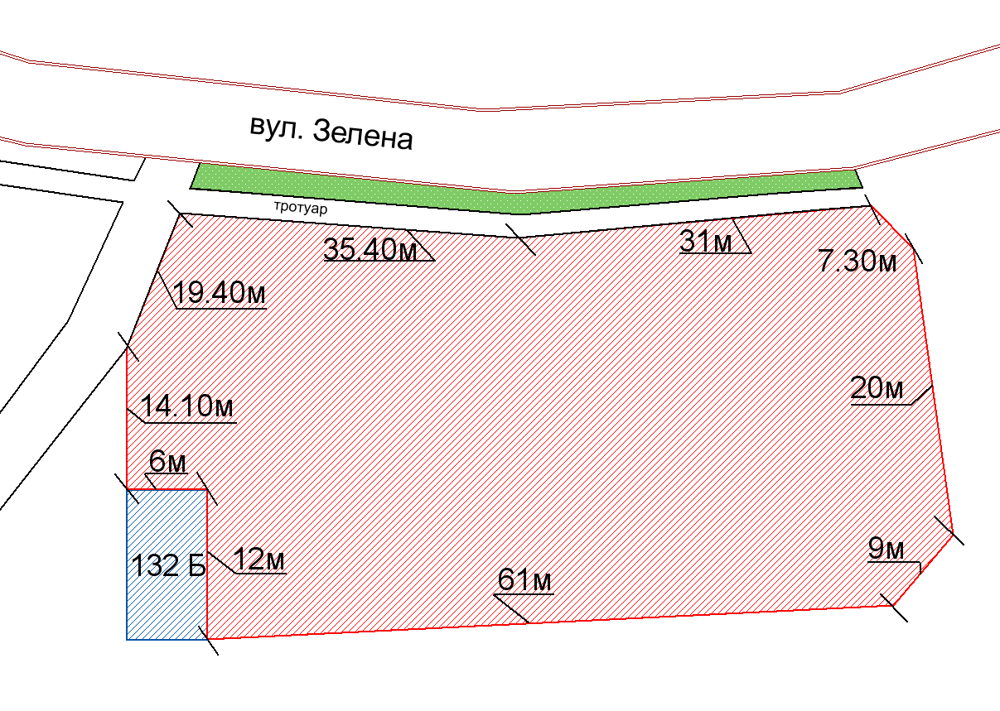 вул. Зелена
тротуар
35.40м
31м
7.30м
19.40м
20м
14.10м
6м
132 Б
12м
9м
61м